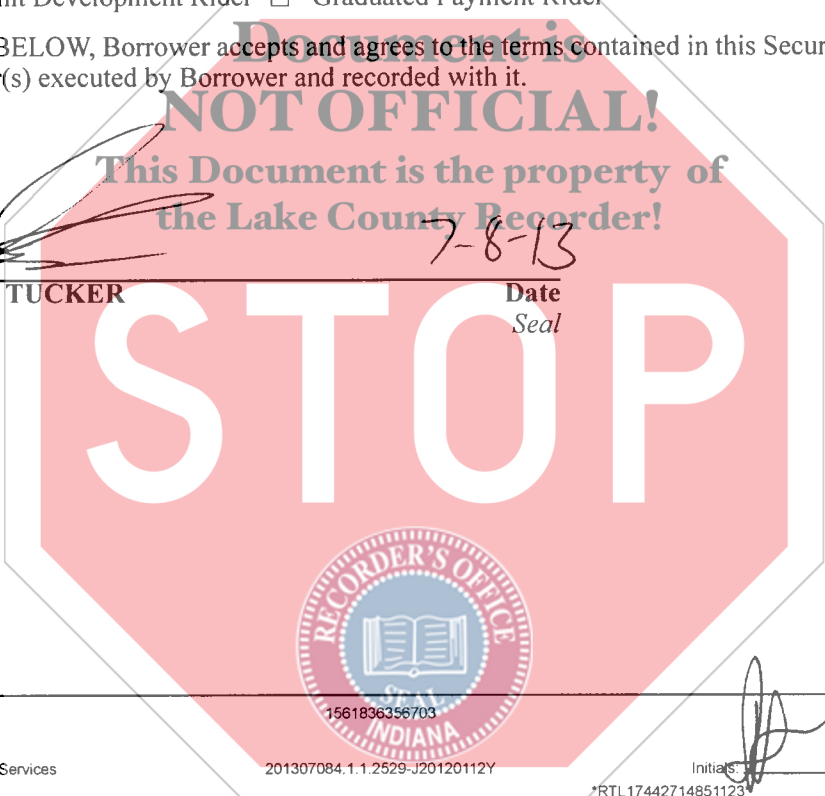 nit Development Rider ☐ Graduated Payment Rider
Document is
BELOW, Borrower accepts and agrees to the terms contained in this Secur
(s) executed by Borrower and recorded with it.
NOT OFFICIAL!
This Document is the property of
the Lake County Recorder!
7-8-13
TUCKER Date
Seal
STOP
RECORDER'S OFFICE
SEAL
INDIANA
1561836356703
Services 201307084.1.1.2529-J20120112Y Initials:
*RTL17442714851123*